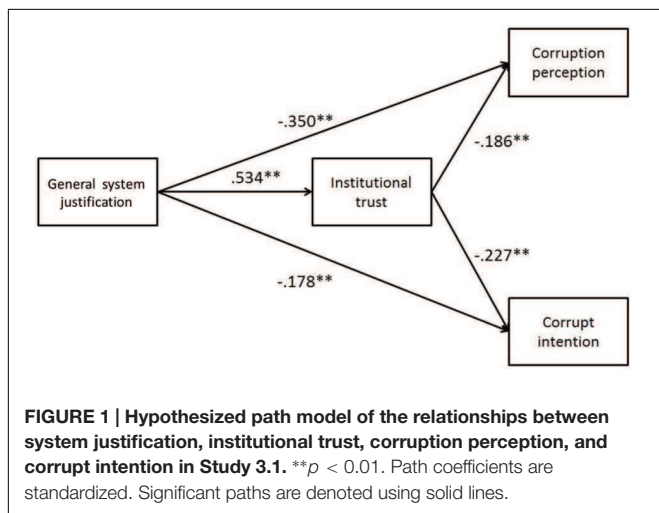 Corruption
perception
-.350**
-.186**
General system
justification
.534**
Institutional
trust
-.178**
-.227**
Corrupt
intention
FIGURE 1 | Hypothesized path model of the relationships between
system justification, institutional trust, corruption perception, and
corrupt intention in Study 3.1. **p < 0.01. Path coefficients are
standardized. Significant paths are denoted using solid lines.